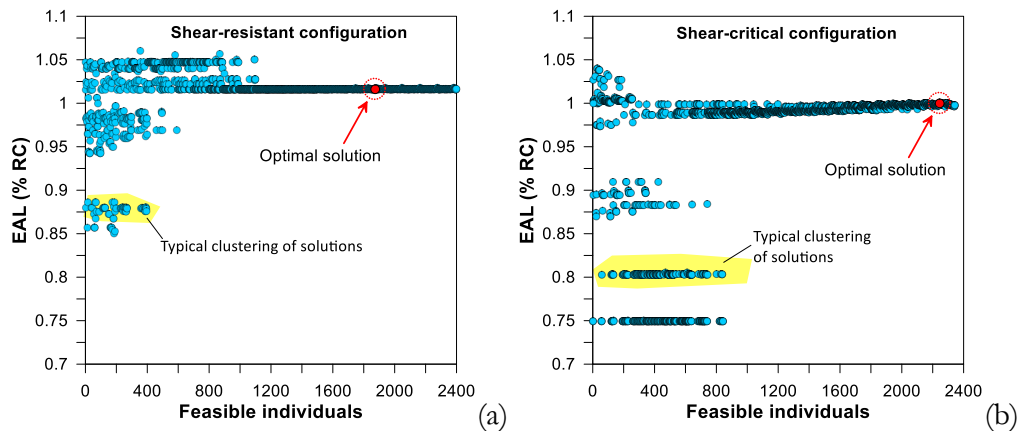 Shear-resistant configuration
EAL (% RC)
1.1
1.05
1
0.95
0.9
0.85
0.8
0.75
0.7
Optimal solution
Typical clustering of solutions
0 400 800 1200 1600 2000 2400
Feasible individuals
(a)
Shear-critical configuration
EAL (% RC)
1.1
1.05
1
0.95
0.9
0.85
0.8
0.75
0.7
Optimal solution
Typical clustering
of solutions
0 400 800 1200 1600 2000 2400
Feasible individuals
(b)